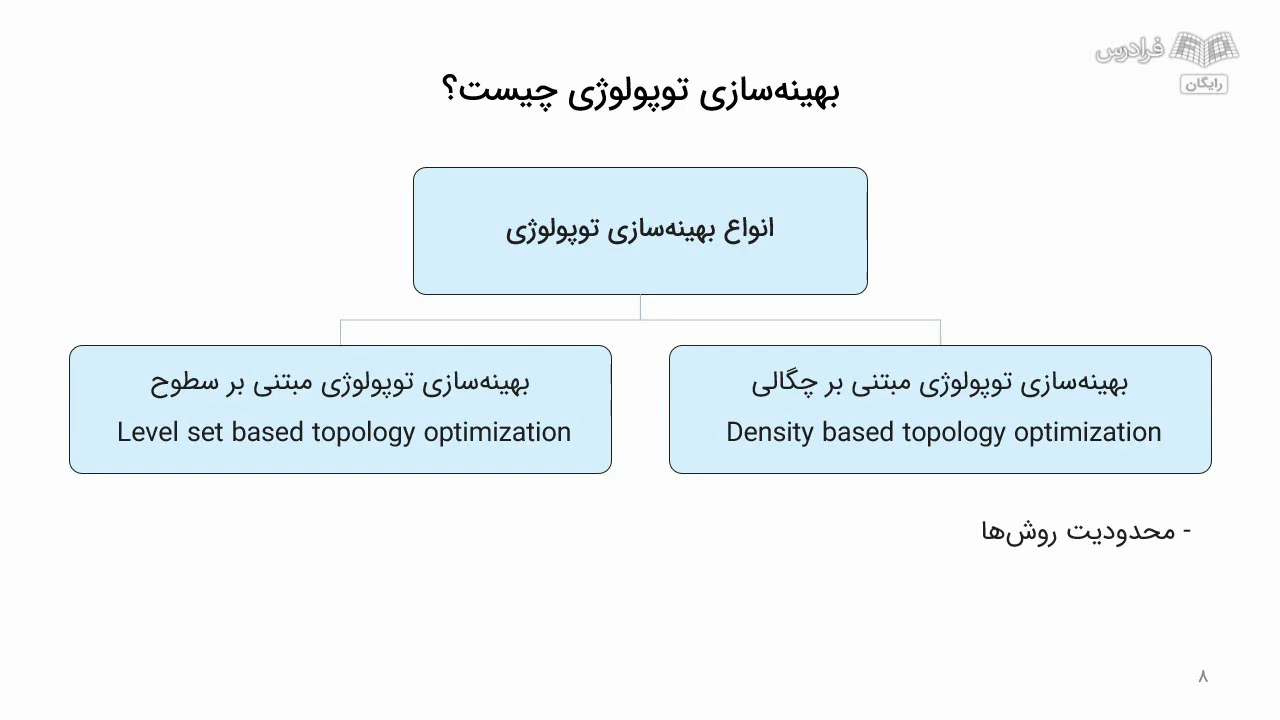 فرادرس
رایگان
بهینه‌سازی توپولوژی چیست؟
انواع بهینه‌سازی توپولوژی
بهینه‌سازی توپولوژی مبتنی بر چگالی
Density based topology optimization
بهینه‌سازی توپولوژی مبتنی بر سطوح
Level set based topology optimization
- محدودیت روش‌ها
۸